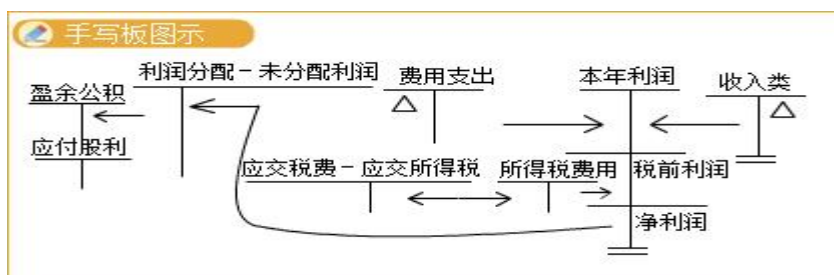 手写板图示
利润分配－未分配利润
费用支出
本年利润
收入类
盈余公积
应付股利
应交税费－应交所得税
所得税费用
税前利润
净利润